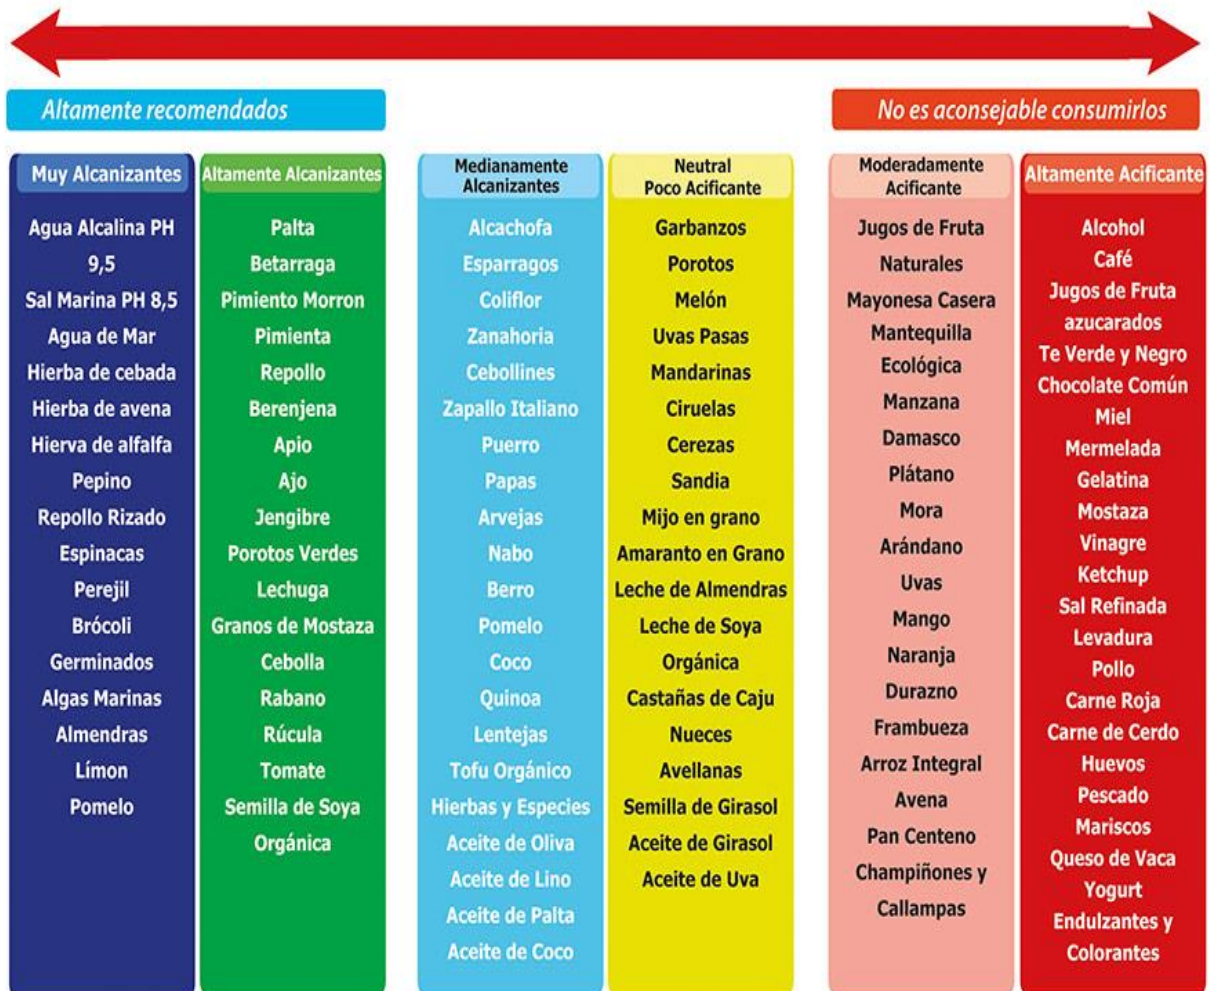 Altamente recomendados
No es aconsejable consumirlos
Muy Alcanizantes
Agua Alcalina PH
9,5
Sal Marina PH 8,5
Agua de Mar
Hierba de cebada
Hierba de avena
Hierva de alfalfa
Pepino
Repollo Rizado
Espinacas
Perejil
Brócoli
Germinados
Algas Marinas
Almendras
Límon
Pomelo
Altamente Alcanizantes
Palta
Betarraga
Pimiento Morron
Pimienta
Repollo
Berenjena
Apio
Ajo
Jengibre
Porotos Verdes
Lechuga
Granos de Mostaza
Cebolla
Rabano
Rúcula
Tomate
Semilla de Soya
Orgánica
Medianamente
Alcanizantes
Alcachofa
Esparragos
Coliflor
Zanahoria
Cebollines
Zapallo Italiano
Puerro
Papas
Arvejas
Nabo
Berro
Pomelo
Coco
Quinoa
Lentejas
Tofu Orgánico
Hierbas y Especies
Aceite de Oliva
Aceite de Lino
Aceite de Palta
Aceite de Coco
Neutral
Poco Acificante
Garbanzos
Porotos
Melón
Uvas Pasas
Mandarinas
Ciruelas
Cerezas
Sandia
Mijo en grano
Amaranto en Grano
Leche de Almendras
Leche de Soya
Orgánica
Castañas de Caju
Nueces
Avellanas
Semilla de Girasol
Aceite de Girasol
Aceite de Uva
Moderadamente
Acificante
Jugos de Fruta
Naturales
Mayonesa Casera
Mantequilla
Ecológica
Manzana
Damasco
Plátano
Mora
Arándano
Uvas
Mango
Naranja
Durazno
Frambueza
Arroz Integral
Avena
Pan Centeno
Champiñones y
Callampas
Altamente Acificante
Alcohol
Café
Jugos de Fruta
azucarados
Te Verde y Negro
Chocolate Común
Miel
Mermelada
Gelatina
Mostaza
Vinagre
Ketchup
Sal Refinada
Levadura
Pollo
Carne Roja
Carne de Cerdo
Huevos
Pescado
Mariscos
Queso de Vaca
Yogurt
Endulzantes y
Colorantes